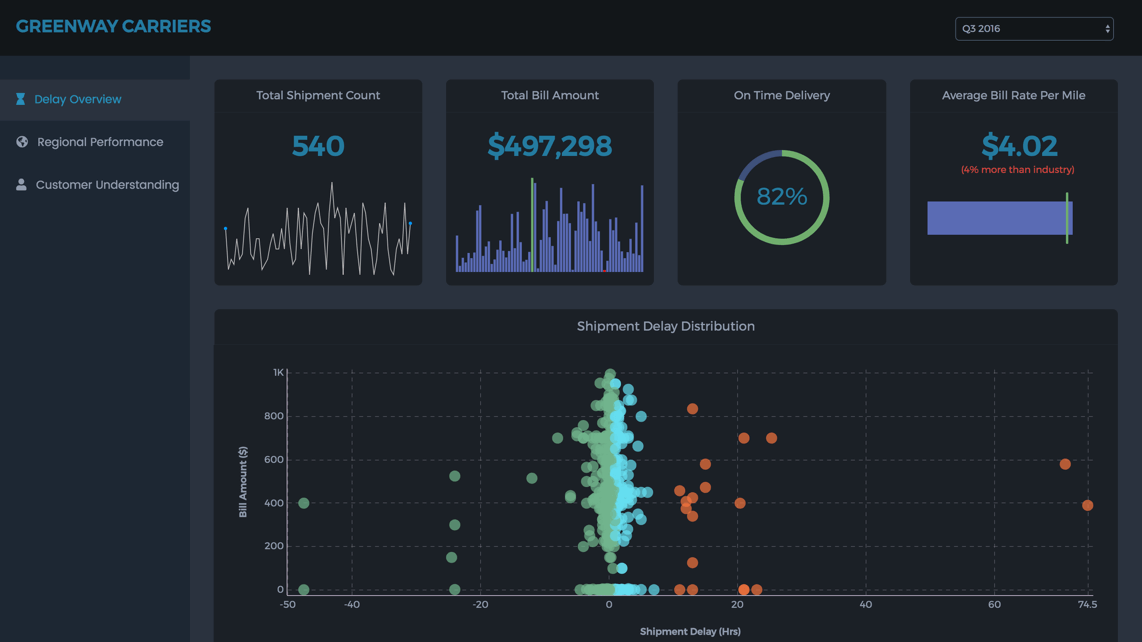 GREENWAY CARRIERS
Q3 2016
Delay Overview
Regional Performance
Customer Understanding
Total Shipment Count
540
Total Bill Amount
$497,298
On Time Delivery
82%
Average Bill Rate Per Mile
$4.02
(4% more than industry)
Shipment Delay Distribution
Bill Amount ($)
1K
800
600
400
200
0
-50 -40 -20 0 20 40 60 74.5
Shipment Delay (Hrs)